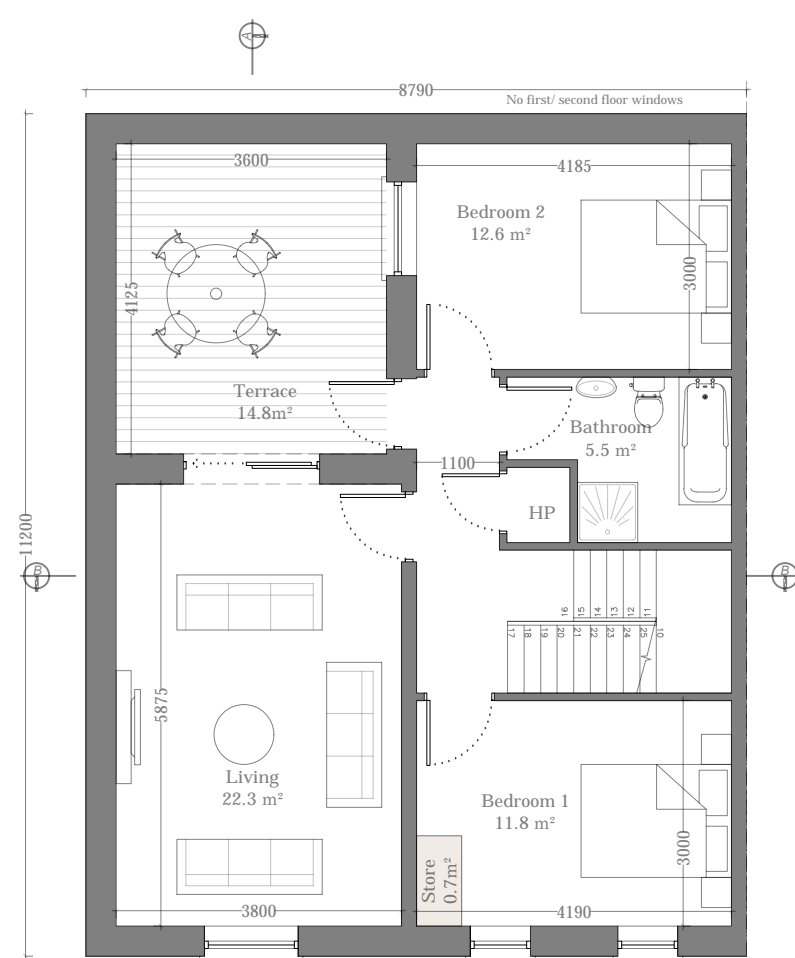 A
8790
No first/ second floor windows
3600
4185
Bedroom 2
12.6 m²
3000
4125
Terrace
14.8m²
Bathroom
5.5 m²
1100
HP
11200
B
B
16
15
14
13
12
11
10
17
18
19
20
21
22
23
24
25
5875
Living
22.3 m²
Bedroom 1
11.8 m²
3000
Store
0.7m²
3800
4190